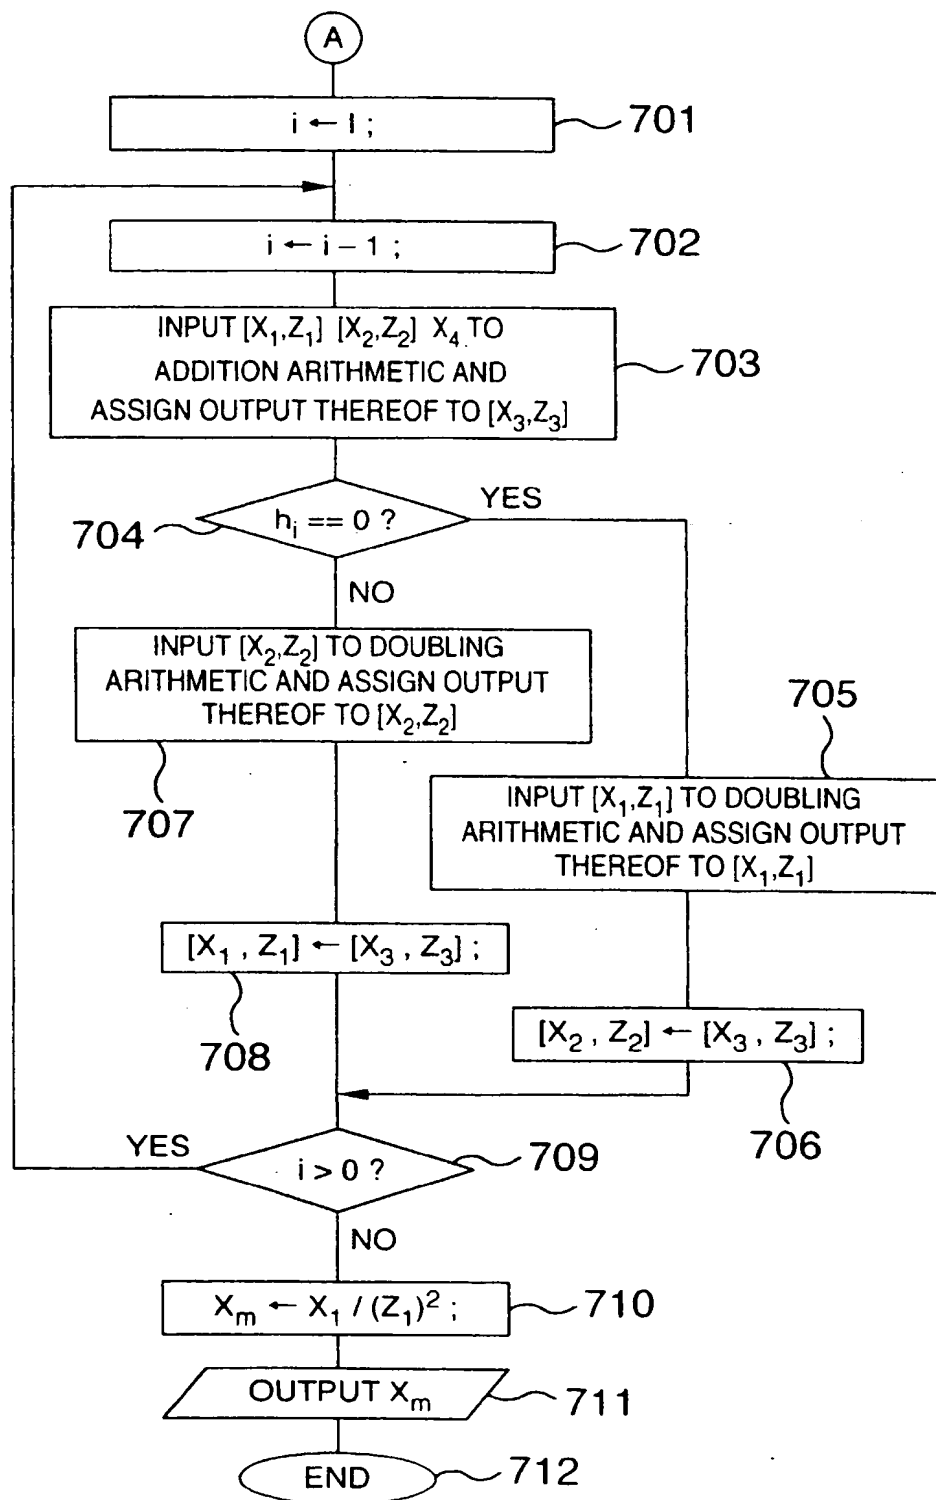 A
i ← l ;
701
i ← i – 1 ;
702
INPUT [X₁,Z₁] [X₂,Z₂] X₄ TO
ADDITION ARITHMETIC AND
ASSIGN OUTPUT THEREOF TO [X₃,Z₃]
703
hᵢ == 0 ?
YES
704
NO
INPUT [X₂,Z₂] TO DOUBLING
ARITHMETIC AND ASSIGN OUTPUT
THEREOF TO [X₂,Z₂]
707
705
INPUT [X₁,Z₁] TO DOUBLING
ARITHMETIC AND ASSIGN OUTPUT
THEREOF TO [X₁,Z₁]
[X₁ , Z₁] ← [X₃ , Z₃] ;
708
[X₂ , Z₂] ← [X₃ , Z₃] ;
706
YES
i > 0 ?
709
NO
Xₘ ← X₁ / (Z₁)² ;
710
OUTPUT Xₘ
711
END
712